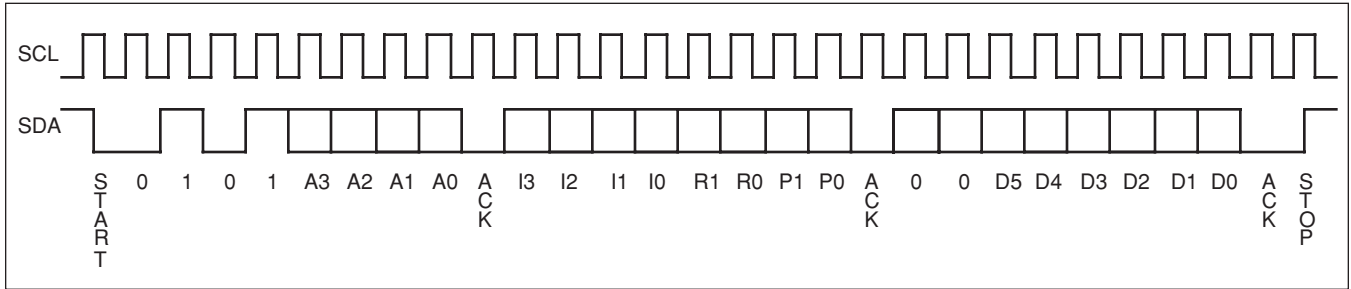 SCL
SDA
START 0 1 0 1 A3 A2 A1 A0 ACK I3 I2 I1 I0 R1 R0 P1 P0 ACK 0 0 D5 D4 D3 D2 D1 D0 ACK STOP